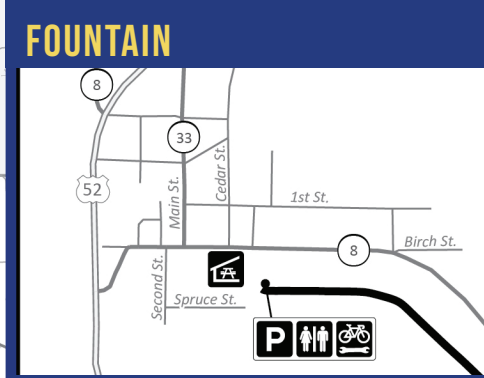 FOUNTAIN
8
33
52
Main St.
Cedar St.
1st St.
Birch St.
8
Second St.
Spruce St.
P